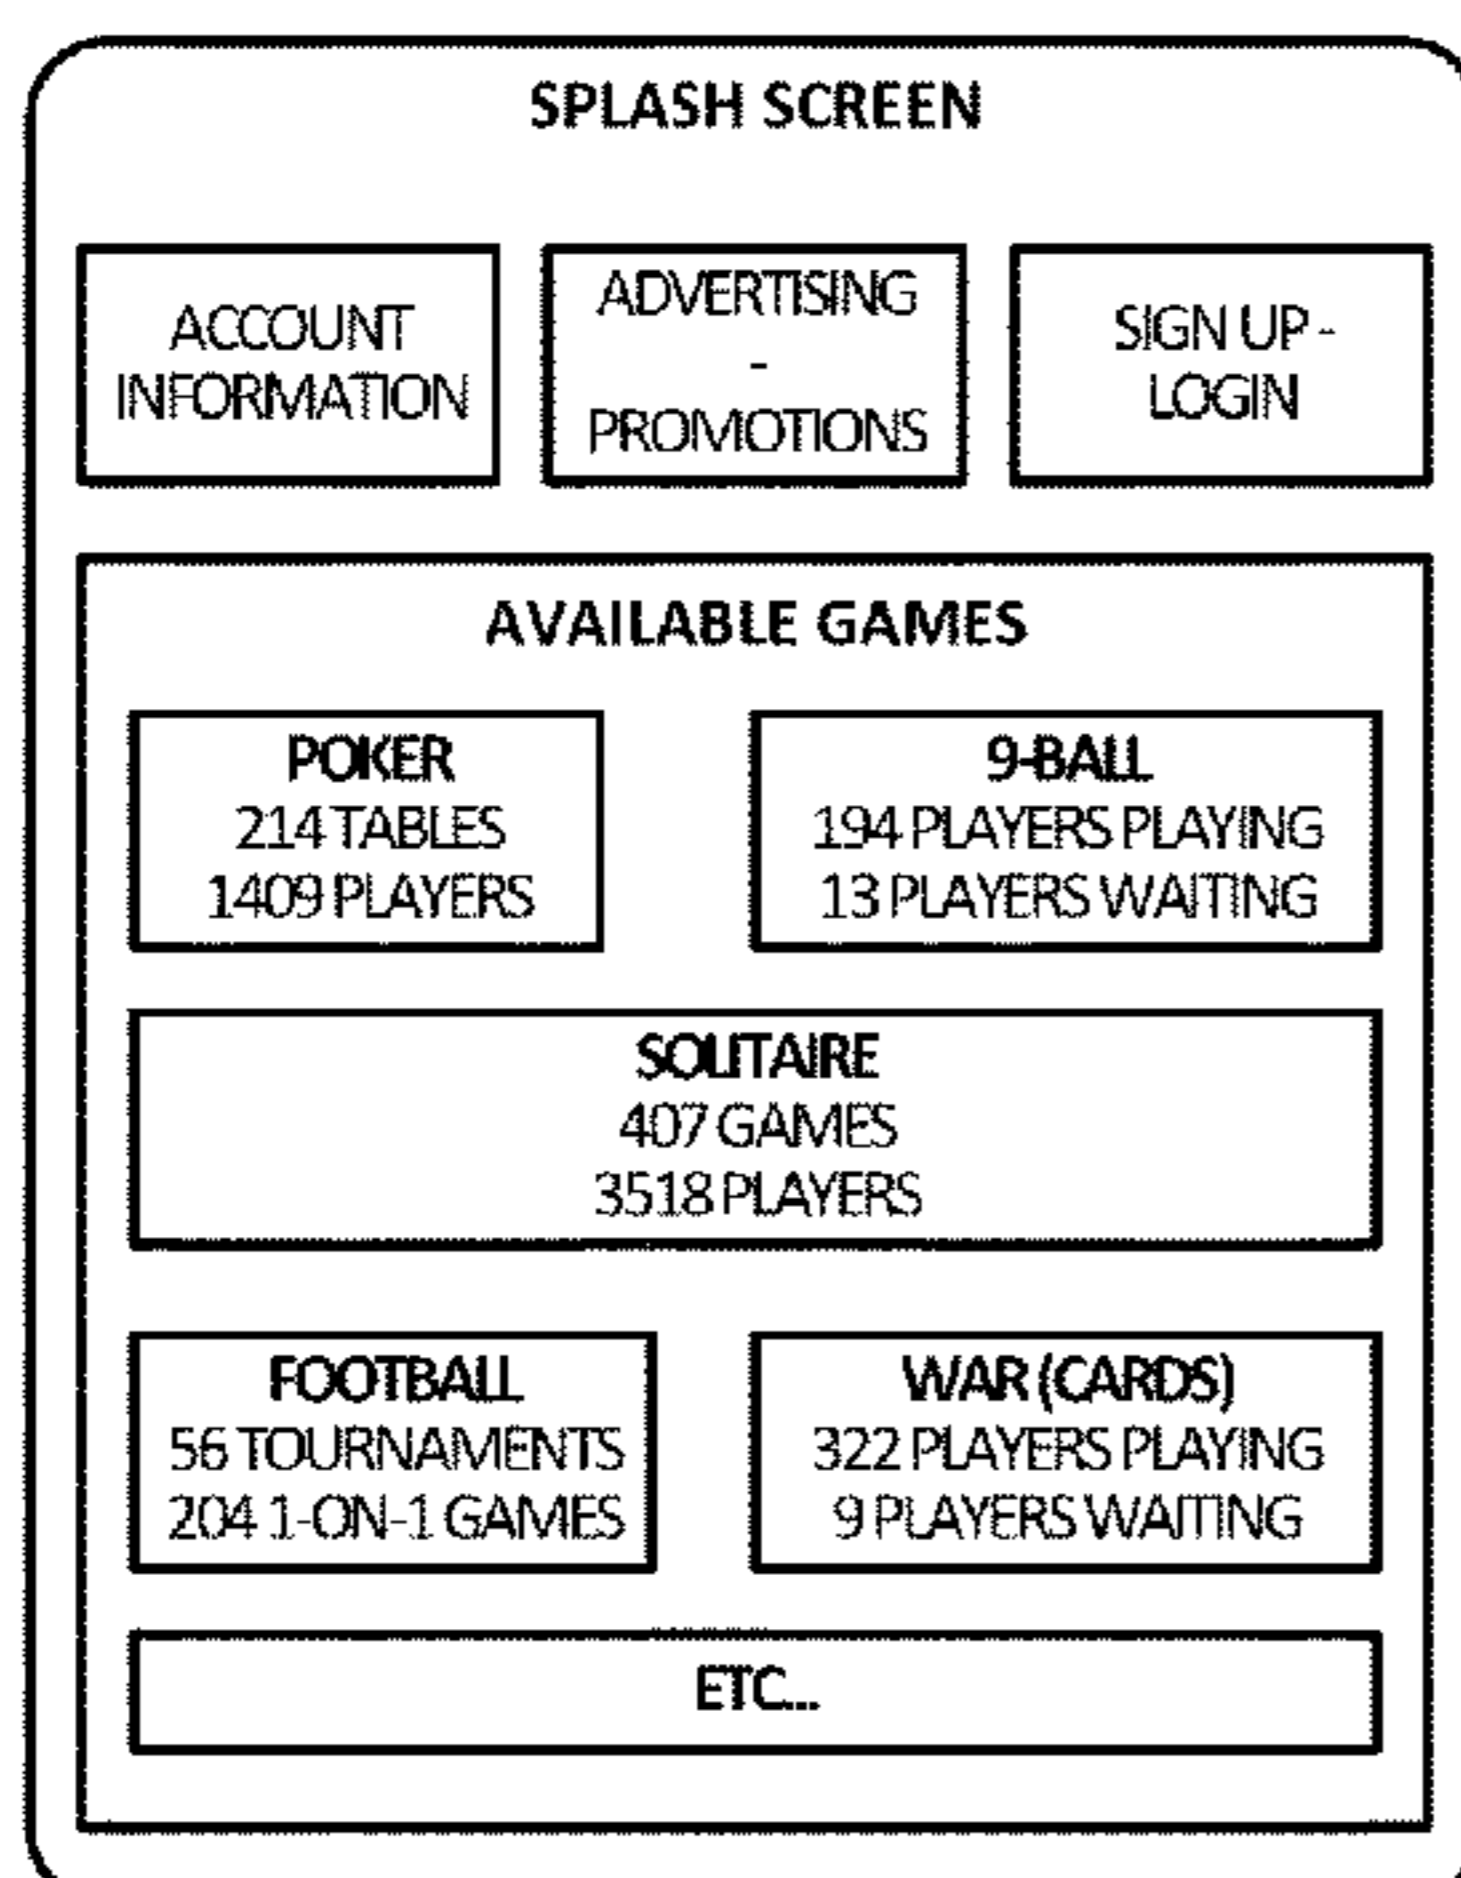 SPLASH SCREEN
ACCOUNT
INFORMATION
ADVERTISING
-
PROMOTIONS
SIGN UP -
LOGIN
AVAILABLE GAMES
POKER
214 TABLES
1409 PLAYERS
9-BALL
194 PLAYERS PLAYING
13 PLAYERS WAITING
SOLITAIRE
407 GAMES
3518 PLAYERS
FOOTBALL
56 TOURNAMENTS
204 1-ON-1 GAMES
WAR (CARDS)
322 PLAYERS PLAYING
9 PLAYERS WAITING
ETC...